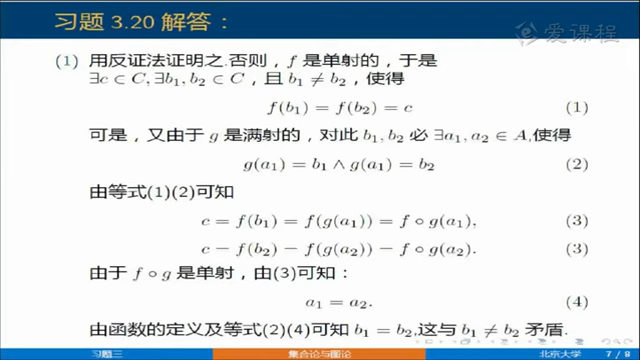 习题 3.20 解答：
爱课程
(1) 用反证法证明之.否则，f 是单射的，于是
∃c ∈ C, ∃b₁, b₂ ∈ C，且 b₁ ≠ b₂，使得
f(b₁) = f(b₂) = c (1)
可是，又由于 g 是满射的，对此 b₁, b₂ 必 ∃a₁, a₂ ∈ A,使得
g(a₁) = b₁ ∧ g(a₁) = b₂ (2)
由等式(1)(2)可知
c = f(b₁) = f(g(a₁)) = f ∘ g(a₁), (3)
c = f(b₂) = f(g(a₂)) = f ∘ g(a₂). (3)
由于 f ∘ g 是单射，由(3)可知：
a₁ = a₂. (4)
由函数的定义及等式(2)(4)可知 b₁ = b₂,这与 b₁ ≠ b₂ 矛盾.
习题三 集合论与图论 北京大学 7 / 9